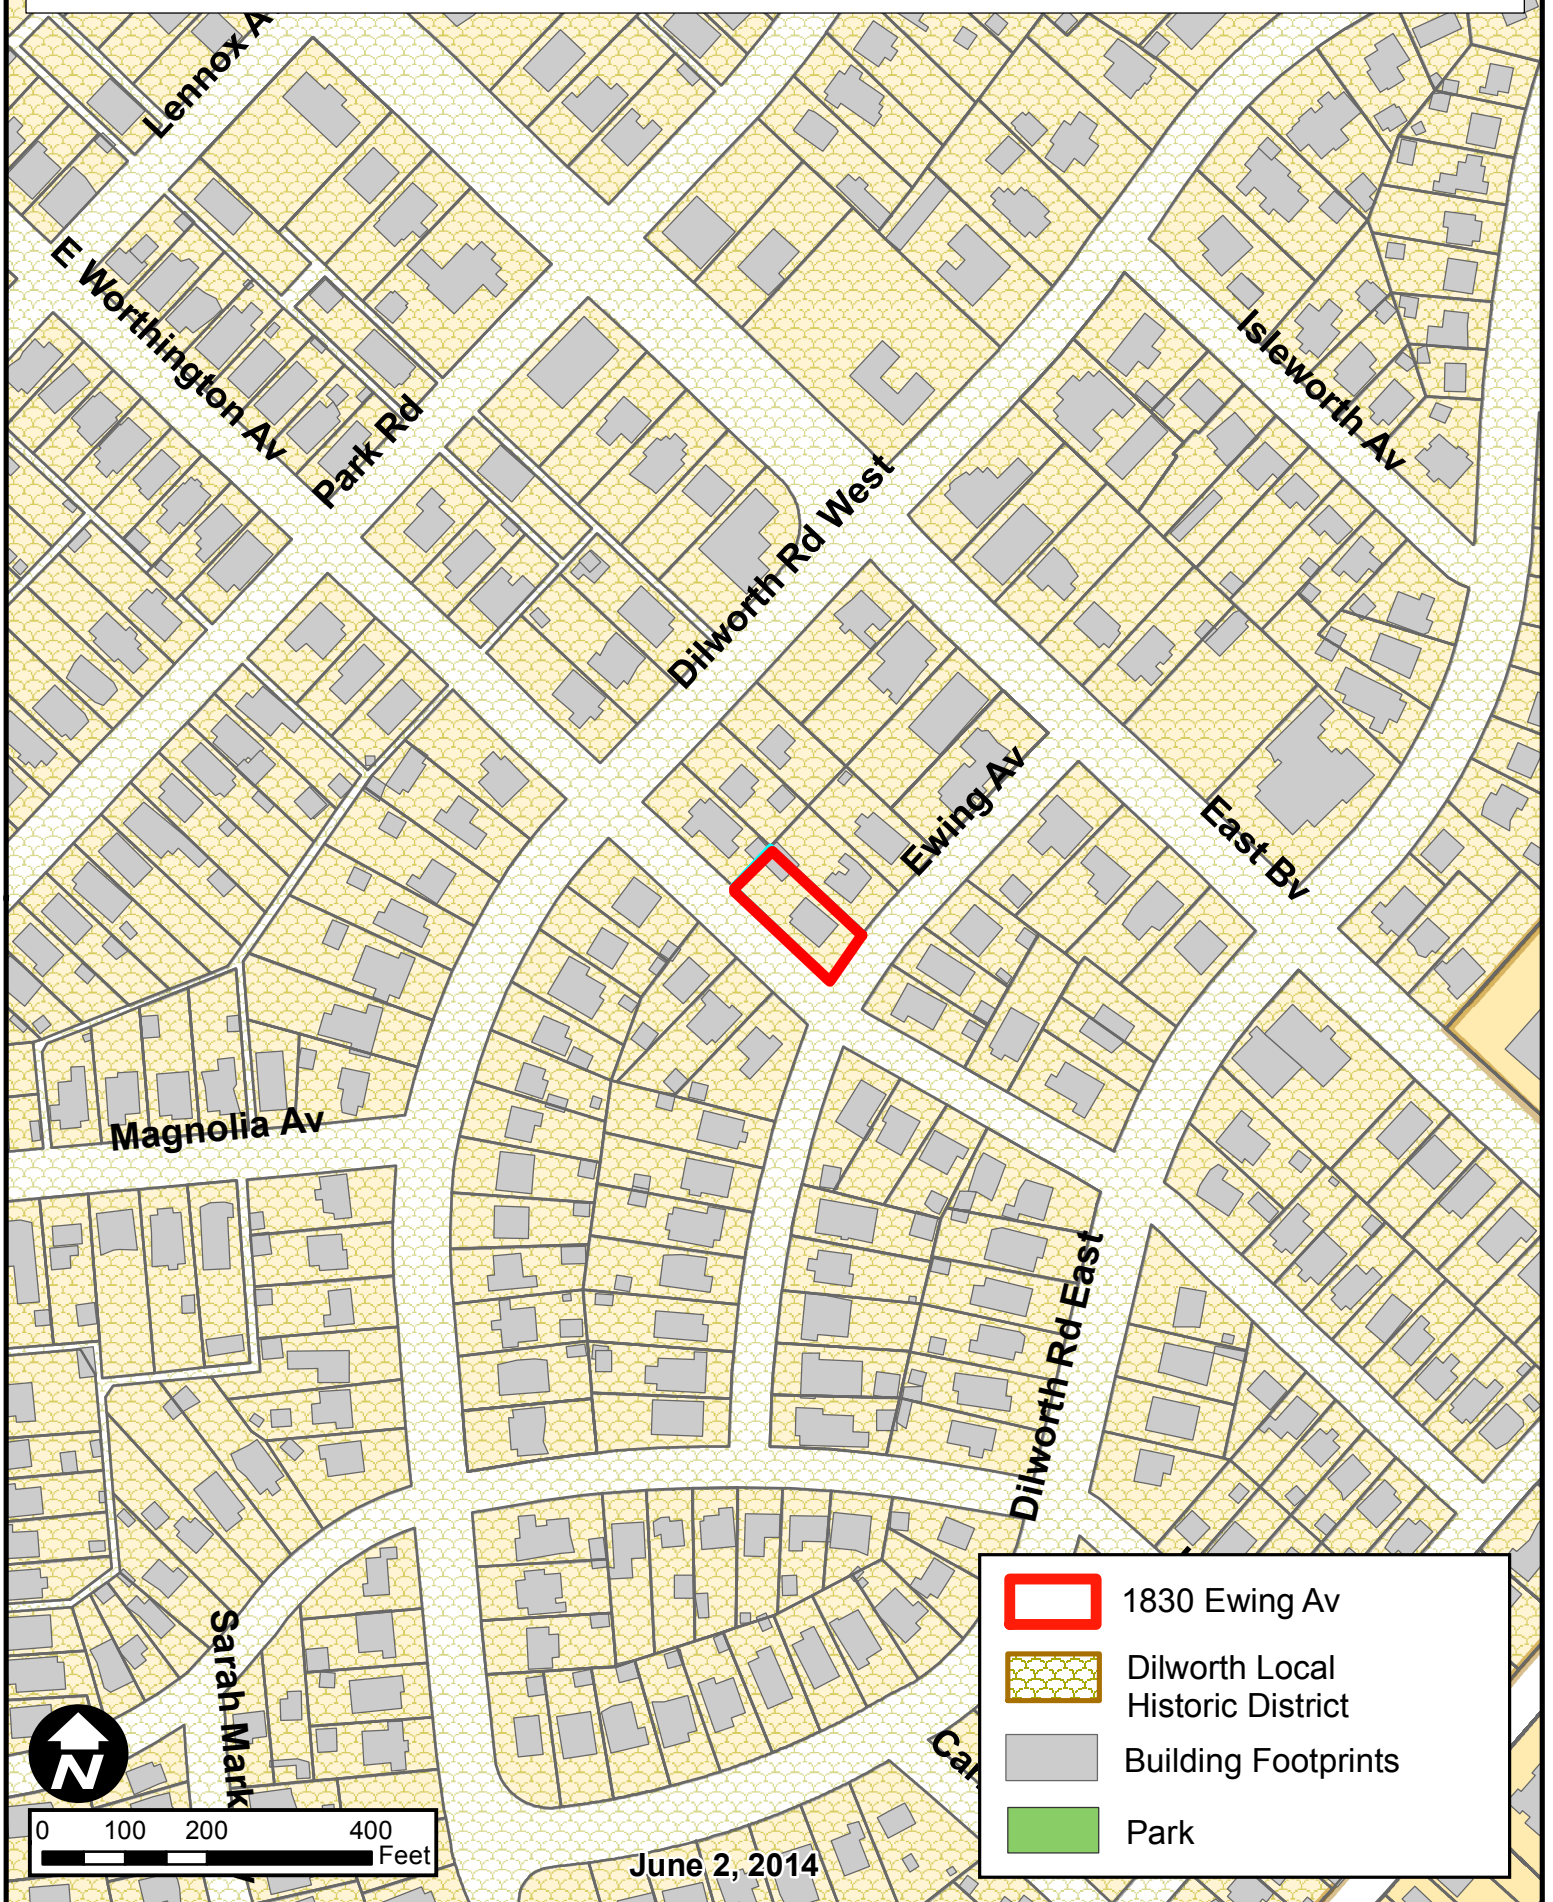 Lennox A
E Worthington Av
Park Rd
Isleworth Av
Dilworth Rd West
Ewing Av
East Bv
Magnolia Av
Dilworth Rd East
Sarah Mark
1830 Ewing Av
Dilworth Local
Historic District
Building Footprints
Park
N
0 100 200 400
Feet
June 2, 2014